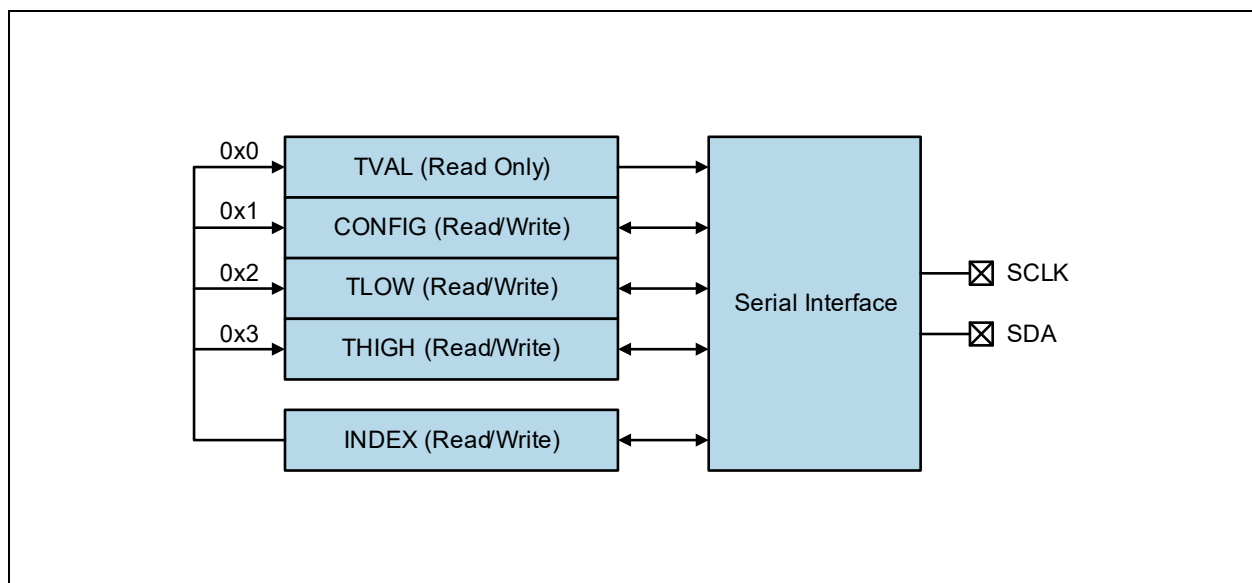 0x0
TVAL (Read Only)
0x1
CONFIG (Read/Write)
0x2
TLOW (Read/Write)
0x3
THIGH (Read/Write)
INDEX (Read/Write)
Serial Interface
SCLK
SDA